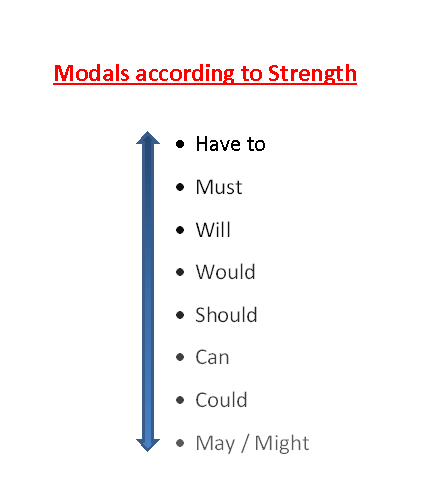 Modals according to Strength
• Have to
• Must
• Will
• Would
• Should
• Can
• Could
• May / Might